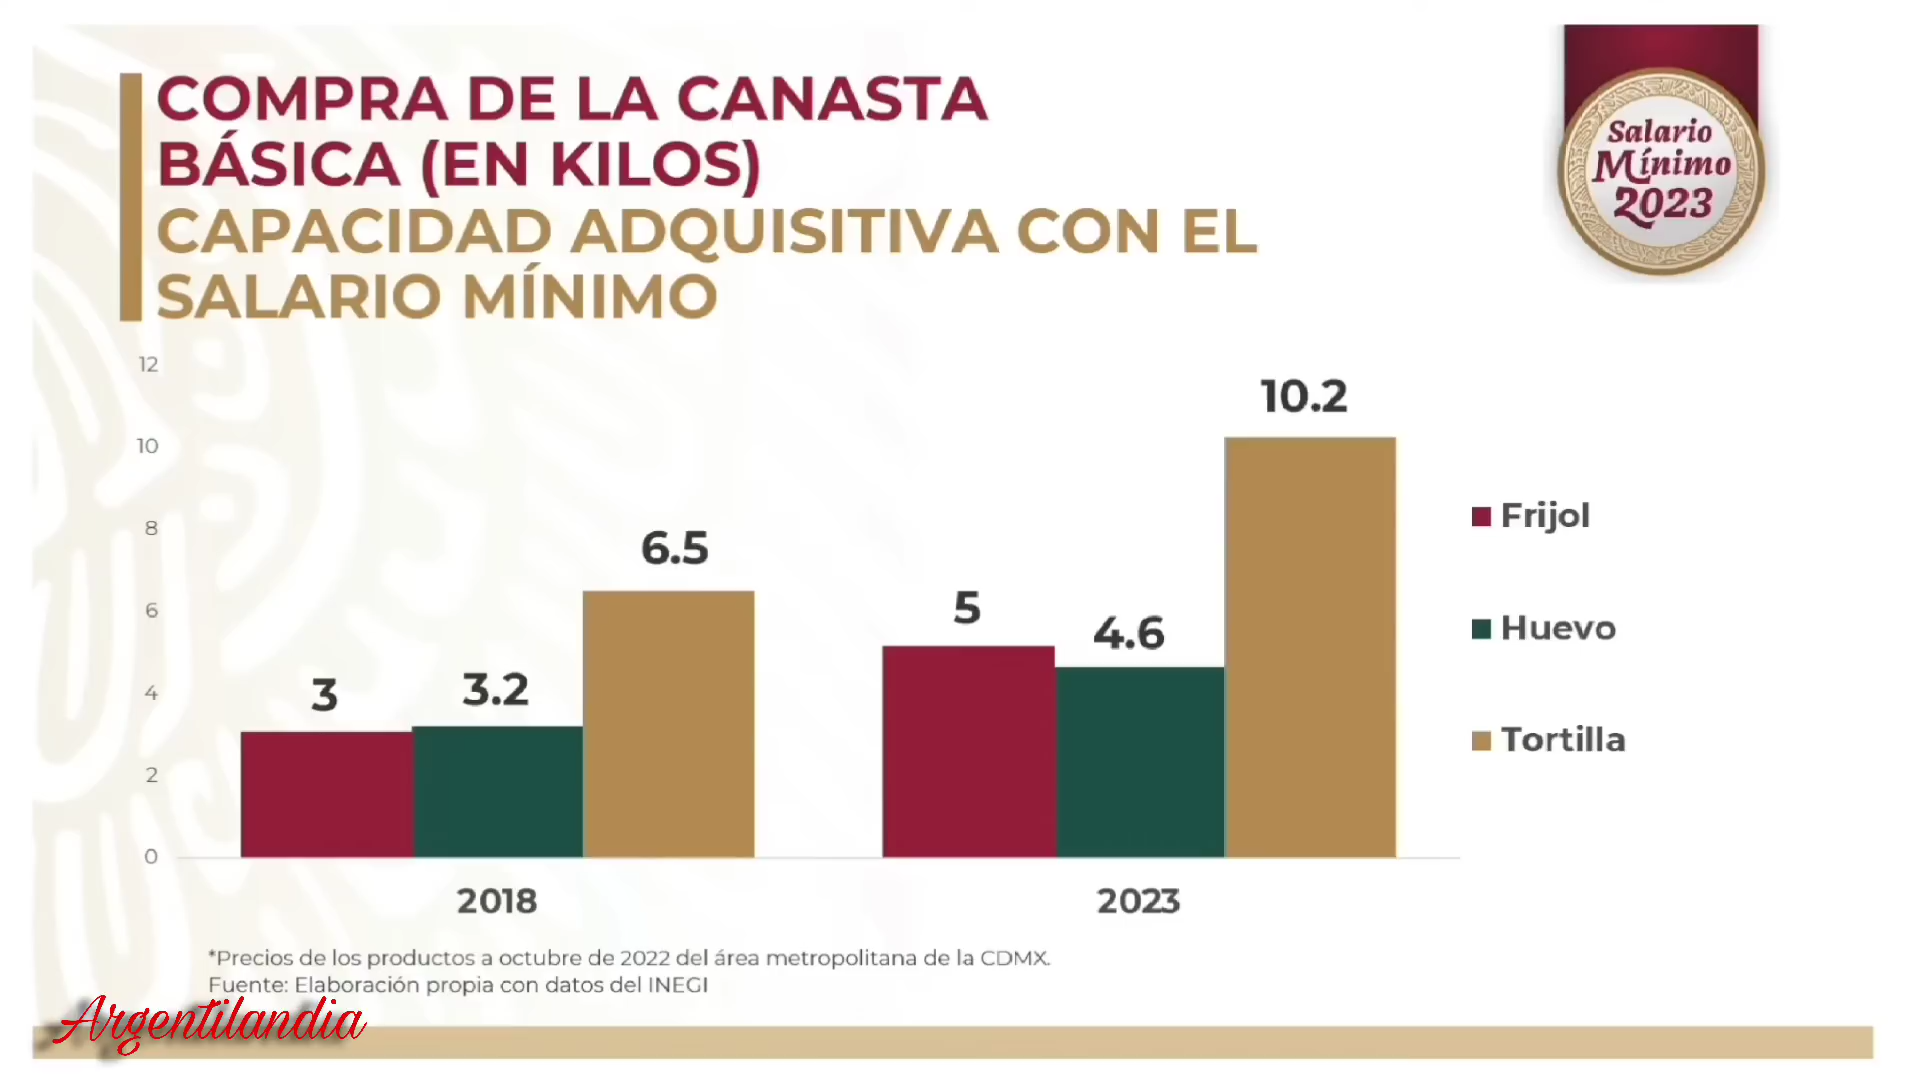 COMPRA DE LA CANASTA
BÁSICA (EN KILOS)
CAPACIDAD ADQUISITIVA CON EL
SALARIO MÍNIMO
Salario
Mínimo
2023
12
10
8
6
4
2
0
3
3.2
6.5
5
4.6
10.2
2018
2023
Frijol
Huevo
Tortilla
*Precios de los productos a octubre de 2022 del área metropolitana de la CDMX.
Fuente: Elaboración propia con datos del INEGI
Argentilandia